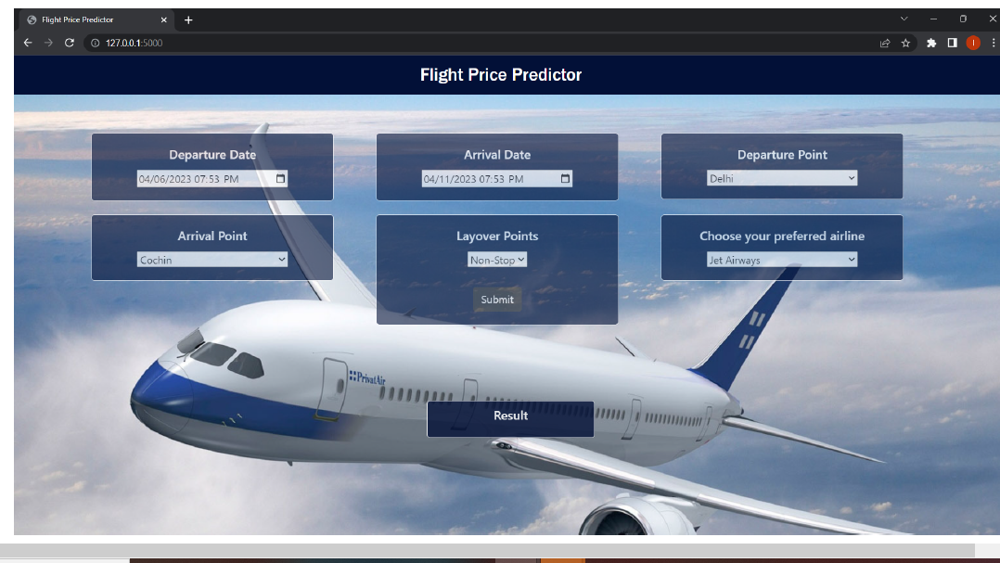 Flight Price Predictor
127.0.0.1:5000
I
Flight Price Predictor
Departure Date
04/06/2023 07:53 PM
Arrival Date
04/11/2023 07:53 PM
Departure Point
Delhi
Arrival Point
Cochin
Layover Points
Non-Stop
Choose your preferred airline
Jet Airways
Submit
PrivatAir
Result